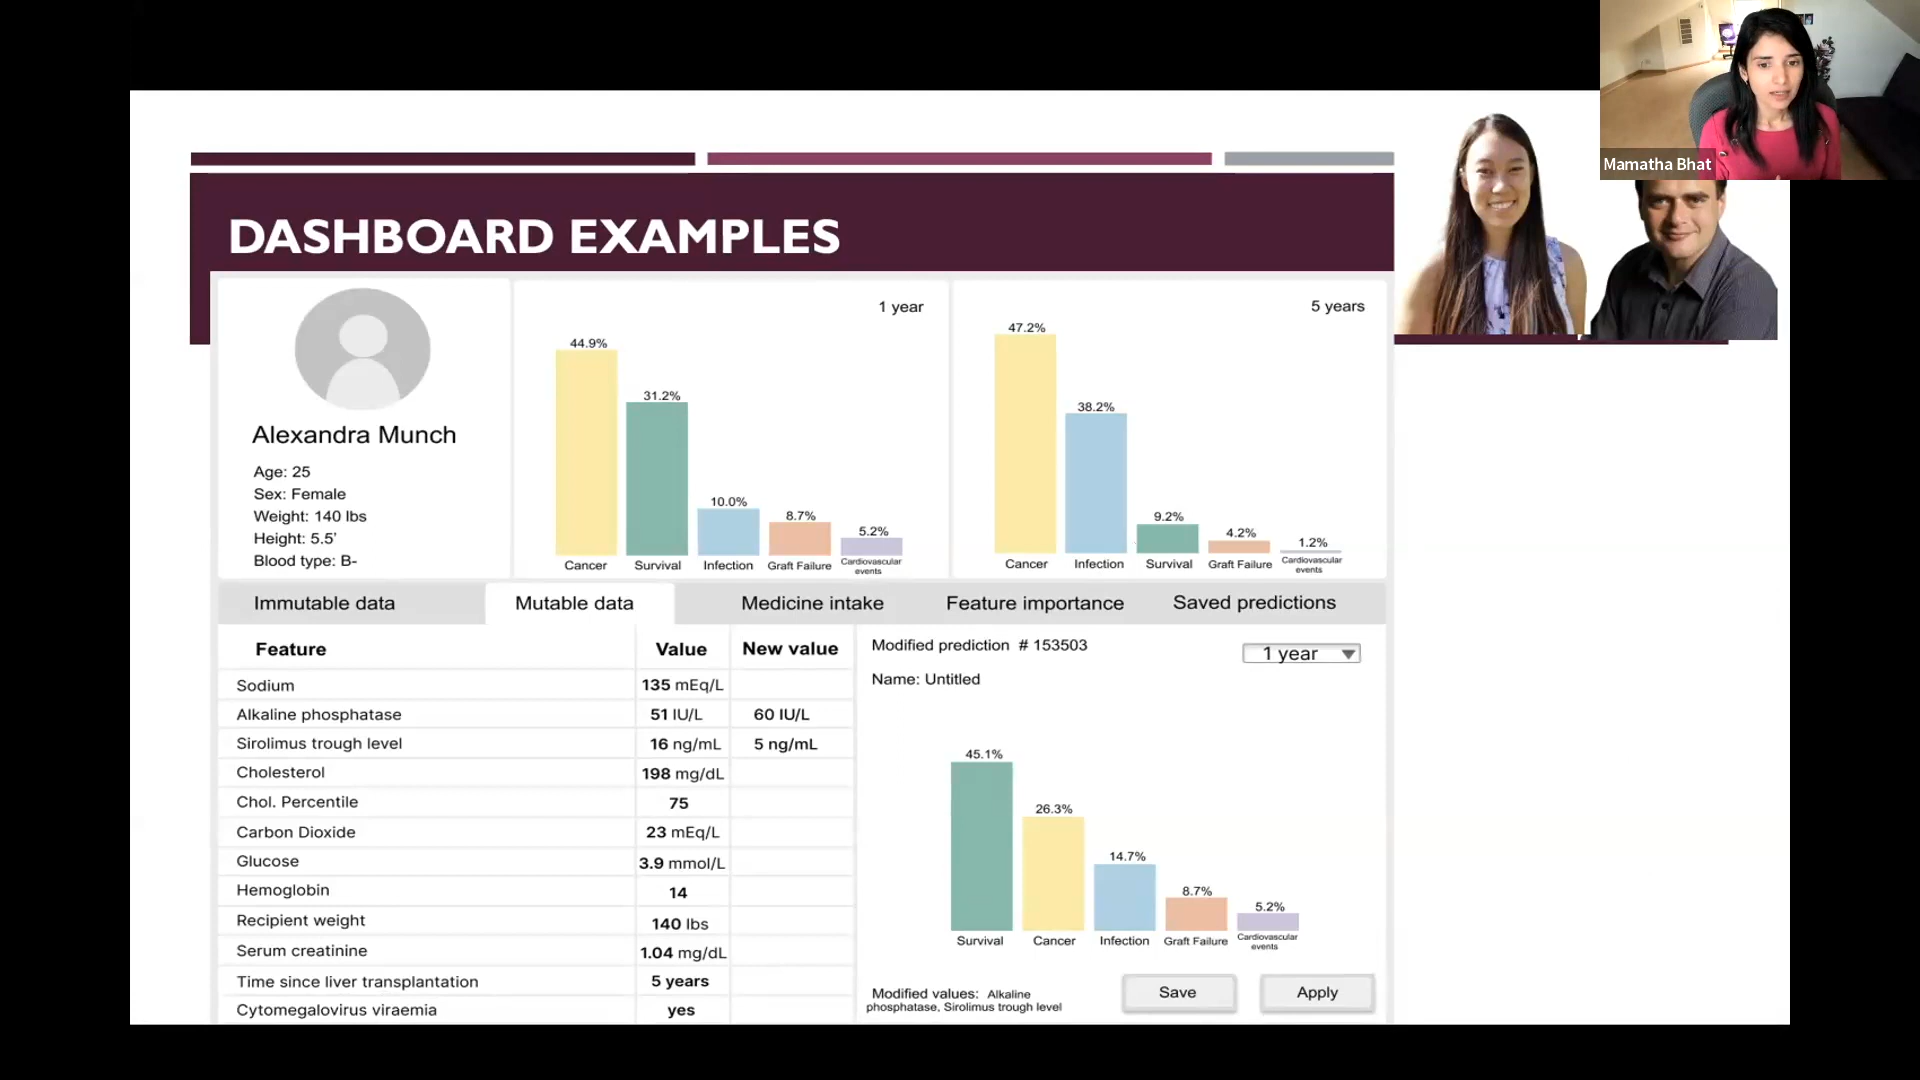 Mamatha Bhat
DASHBOARD EXAMPLES
Alexandra Munch
Age: 25
Sex: Female
Weight: 140 lbs
Height: 5.5'
Blood type: B-
1 year
44.9%
31.2%
10.0%
8.7%
5.2%
Cancer Survival Infection Graft Failure Cardiovascular
events
5 years
47.2%
38.2%
9.2%
4.2%
1.2%
Cancer Infection Survival Graft Failure Cardiovascular
events
Immutable data Mutable data Medicine intake Feature importance Saved predictions
Feature Value New value
Sodium 135 mEq/L
Alkaline phosphatase 51 IU/L 60 IU/L
Sirolimus trough level 16 ng/mL 5 ng/mL
Cholesterol 198 mg/dL
Chol. Percentile 75
Carbon Dioxide 23 mEq/L
Glucose 3.9 mmol/L
Hemoglobin 14
Recipient weight 140 lbs
Serum creatinine 1.04 mg/dL
Time since liver transplantation 5 years
Cytomegalovirus viraemia yes
Modified prediction # 153503
1 year
Name: Untitled
45.1%
26.3%
14.7%
8.7%
5.2%
Survival Cancer Infection Graft Failure Cardiovascular
events
Modified values: Alkaline
phosphatase, Sirolimus trough level
Save Apply